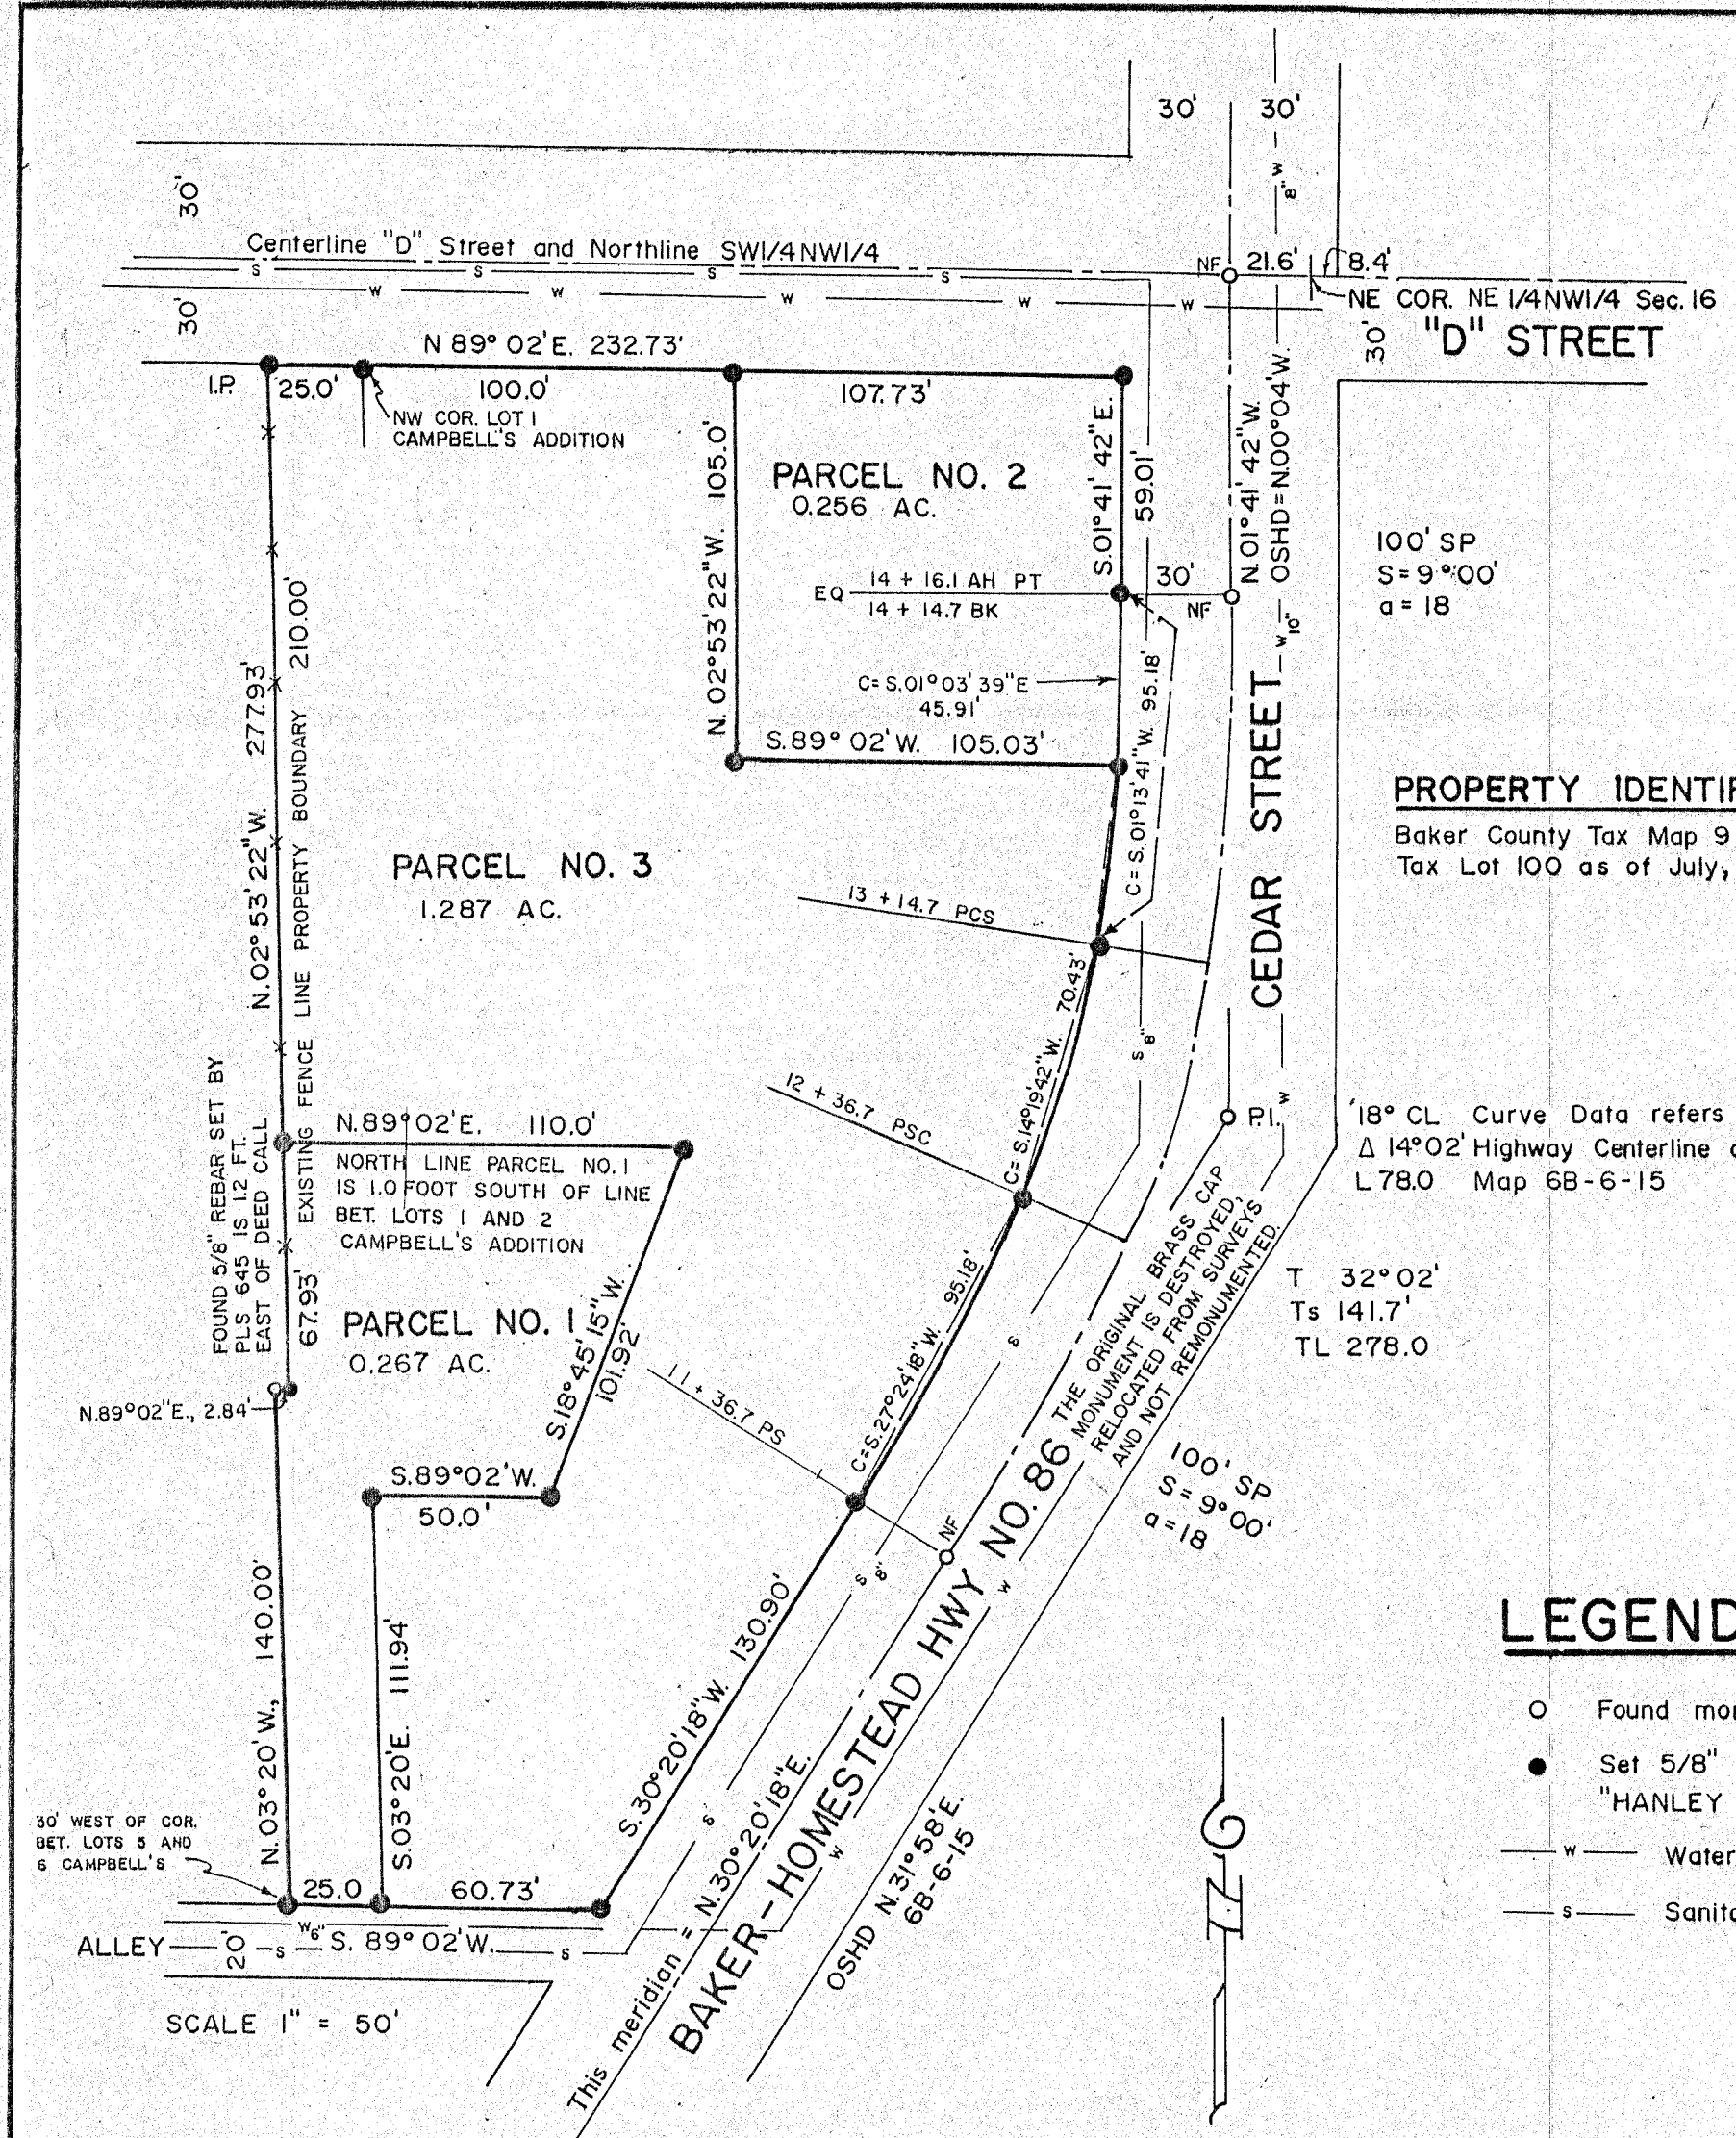 30'
30'
30'
Centerline "D" Street and Northline SW1/4NW1/4
S
S
S
S
W
W
W
W
W
W
8"
NF
21.6'
8.4'
NE COR. NE 1/4NW1/4 Sec. 16
"D" STREET
30'
30'
N 89° 02' E. 232.73'
I.P.
25.0'
100.0'
107.73'
NW COR. LOT 1
CAMPBELL'S ADDITION
PARCEL NO. 2
0.256 AC.
N. 02° 53' 22" W. 105.0'
S.01° 41' 42" E.
59.01'
N.01° 41' 42" W.
OSHD = N.00° 04' W.
EQ
14 + 16.1 AH PT
14 + 14.7 BK
30'
NF
W
10"
100' SP
S = 9° 00'
a = 18
C = S.01° 03' 39" E
45.91'
S.89° 02' W. 105.03'
C = S. 01° 13' 41" W. 95.18'
CEDAR STREET
PROPERTY IDENTIF
Baker County Tax Map 9
Tax Lot 100 as of July,
N.02° 53' 22" W. 277.93'
EXISTING FENCE LINE PROPERTY BOUNDARY 210.00'
PARCEL NO. 3
1.287 AC.
13 + 14.7 PCS
C = S.14° 19' 42" W. 70.43'
S 8"
W
12 + 36.7 PSC
P.I.
18° CL Curve Data refers
Δ 14° 02' Highway Centerline
L 78.0 Map 6B-6-15
T 32° 02'
Ts 141.7'
TL 278.0
FOUND 5/8" REBAR SET BY
PLS 645 IS 1.2 FT.
EAST OF DEED CALL
N.89° 02' E. 110.0'
NORTH LINE PARCEL NO. 1
IS 1.0 FOOT SOUTH OF LINE
BET. LOTS 1 AND 2
CAMPBELL'S ADDITION
67.93'
PARCEL NO. 1
0.267 AC.
S.18° 45' 15" W.
101.92'
N.89° 02" E., 2.84'
S.89° 02' W.
50.0'
11 + 36.7 PS
C = S.27° 24' 18" W. 95.18'
S
THE ORIGINAL BRASS CAP
MONUMENT IS DESTROYED,
RELOCATED FROM SURVEYS
AND NOT REMONUMENTED.
100' SP
S = 9° 00'
a = 18
NF
S 8"
W
N. 03° 20' W., 140.00'
S.03° 20' E. 111.94'
S. 30° 20' 18" W. 130.90'
BAKER - HOMESTEAD HWY NO. 86
This meridian = N.30° 20' 18" E.
OSHD N.31° 58' E.
6B-6-15
S
W
30' WEST OF COR.
BET. LOTS 5 AND
6 CAMPBELL'S
25.0
60.73'
ALLEY
20'
S
W 6"
S. 89° 02' W.
S
SCALE 1" = 50'
LEGEND
Found
Set 5/8"
"HANLEY
W Water
S